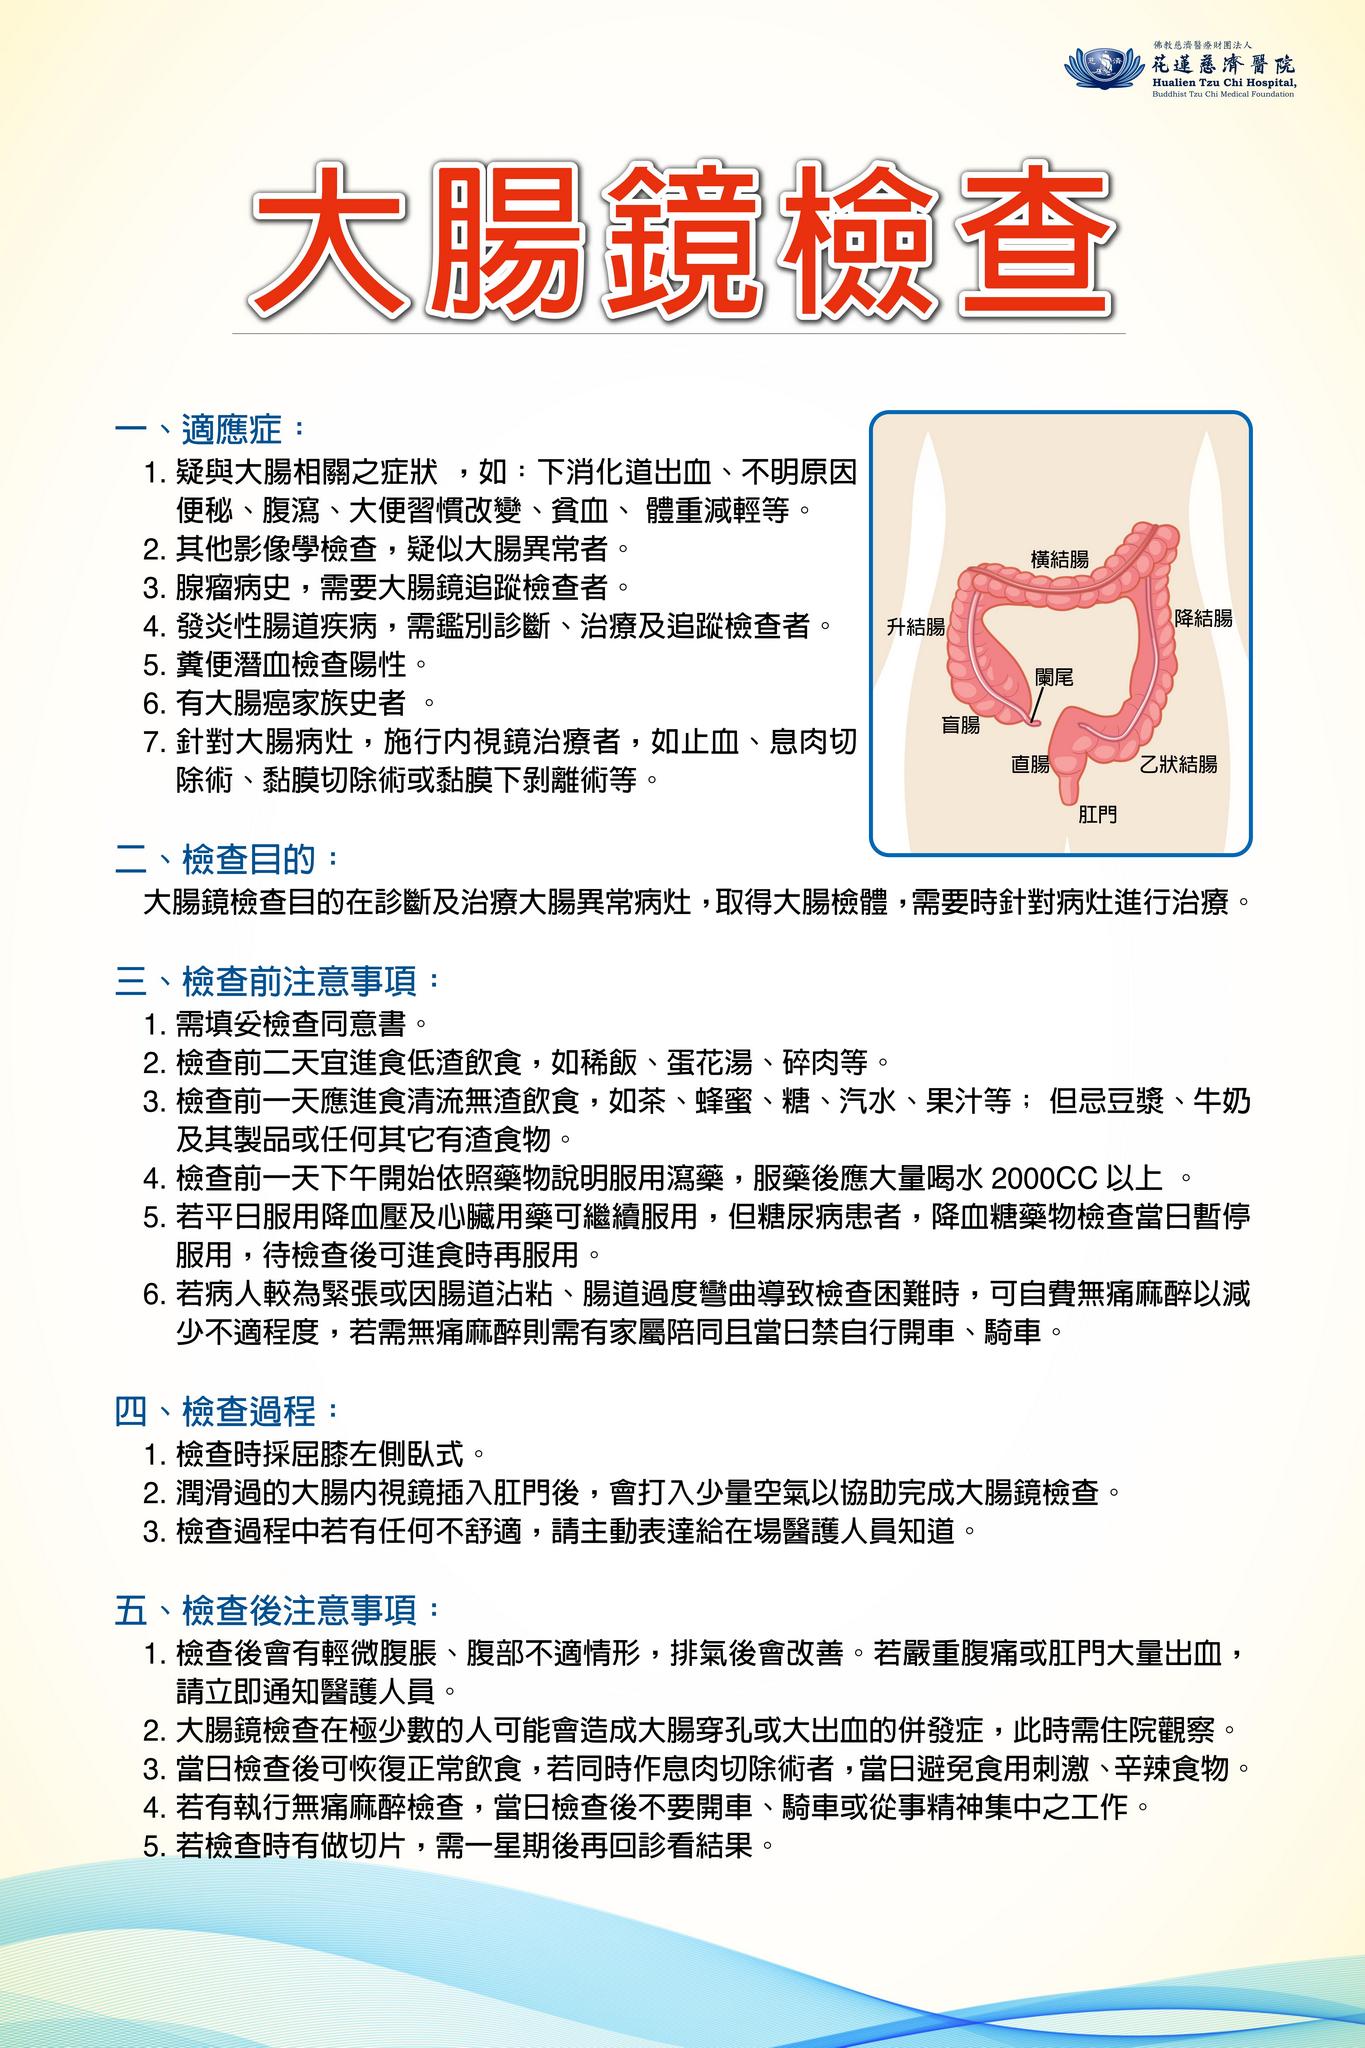 佛教慈濟醫療財團法人
花蓮慈濟醫院
Hualien Tzu Chi Hospital,
Buddhist Tzu Chi Medical Foundation
大腸鏡檢查
一、適應症：
1. 疑與大腸相關之症狀 ，如：下消化道出血、不明原因
便秘、腹瀉、大便習慣改變、貧血、 體重減輕等。
2. 其他影像學檢查，疑似大腸異常者。
3. 腺瘤病史，需要大腸鏡追蹤檢查者。
4. 發炎性腸道疾病，需鑑別診斷、治療及追蹤檢查者。
5. 糞便潛血檢查陽性。
6. 有大腸癌家族史者 。
7. 針對大腸病灶，施行內視鏡治療者，如止血、息肉切
除術、黏膜切除術或黏膜下剝離術等。
橫結腸
升結腸
降結腸
闌尾
盲腸
直腸
乙狀結腸
肛門
二、檢查目的：
大腸鏡檢查目的在診斷及治療大腸異常病灶，取得大腸檢體，需要時針對病灶進行治療。
三、檢查前注意事項：
1. 需填妥檢查同意書。
2. 檢查前二天宜進食低渣飲食，如稀飯、蛋花湯、碎肉等。
3. 檢查前一天應進食清流無渣飲食，如茶、蜂蜜、糖、汽水、果汁等； 但忌豆漿、牛奶
及其製品或任何其它有渣食物。
4. 檢查前一天下午開始依照藥物說明服用瀉藥，服藥後應大量喝水 2000CC 以上 。
5. 若平日服用降血壓及心臟用藥可繼續服用，但糖尿病患者，降血糖藥物檢查當日暫停
服用，待檢查後可進食時再服用。
6. 若病人較為緊張或因腸道沾粘、腸道過度彎曲導致檢查困難時，可自費無痛麻醉以減
少不適程度，若需無痛麻醉則需有家屬陪同且當日禁自行開車、騎車。
四、檢查過程：
1. 檢查時採屈膝左側臥式。
2. 潤滑過的大腸內視鏡插入肛門後，會打入少量空氣以協助完成大腸鏡檢查。
3. 檢查過程中若有任何不舒適，請主動表達給在場醫護人員知道。
五、檢查後注意事項：
1. 檢查後會有輕微腹脹、腹部不適情形，排氣後會改善。若嚴重腹痛或肛門大量出血，
請立即通知醫護人員。
2. 大腸鏡檢查在極少數的人可能會造成大腸穿孔或大出血的併發症，此時需住院觀察。
3. 當日檢查後可恢復正常飲食，若同時作息肉切除術者，當日避免食用刺激、辛辣食物。
4. 若有執行無痛麻醉檢查，當日檢查後不要開車、騎車或從事精神集中之工作。
5. 若檢查時有做切片，需一星期後再回診看結果。